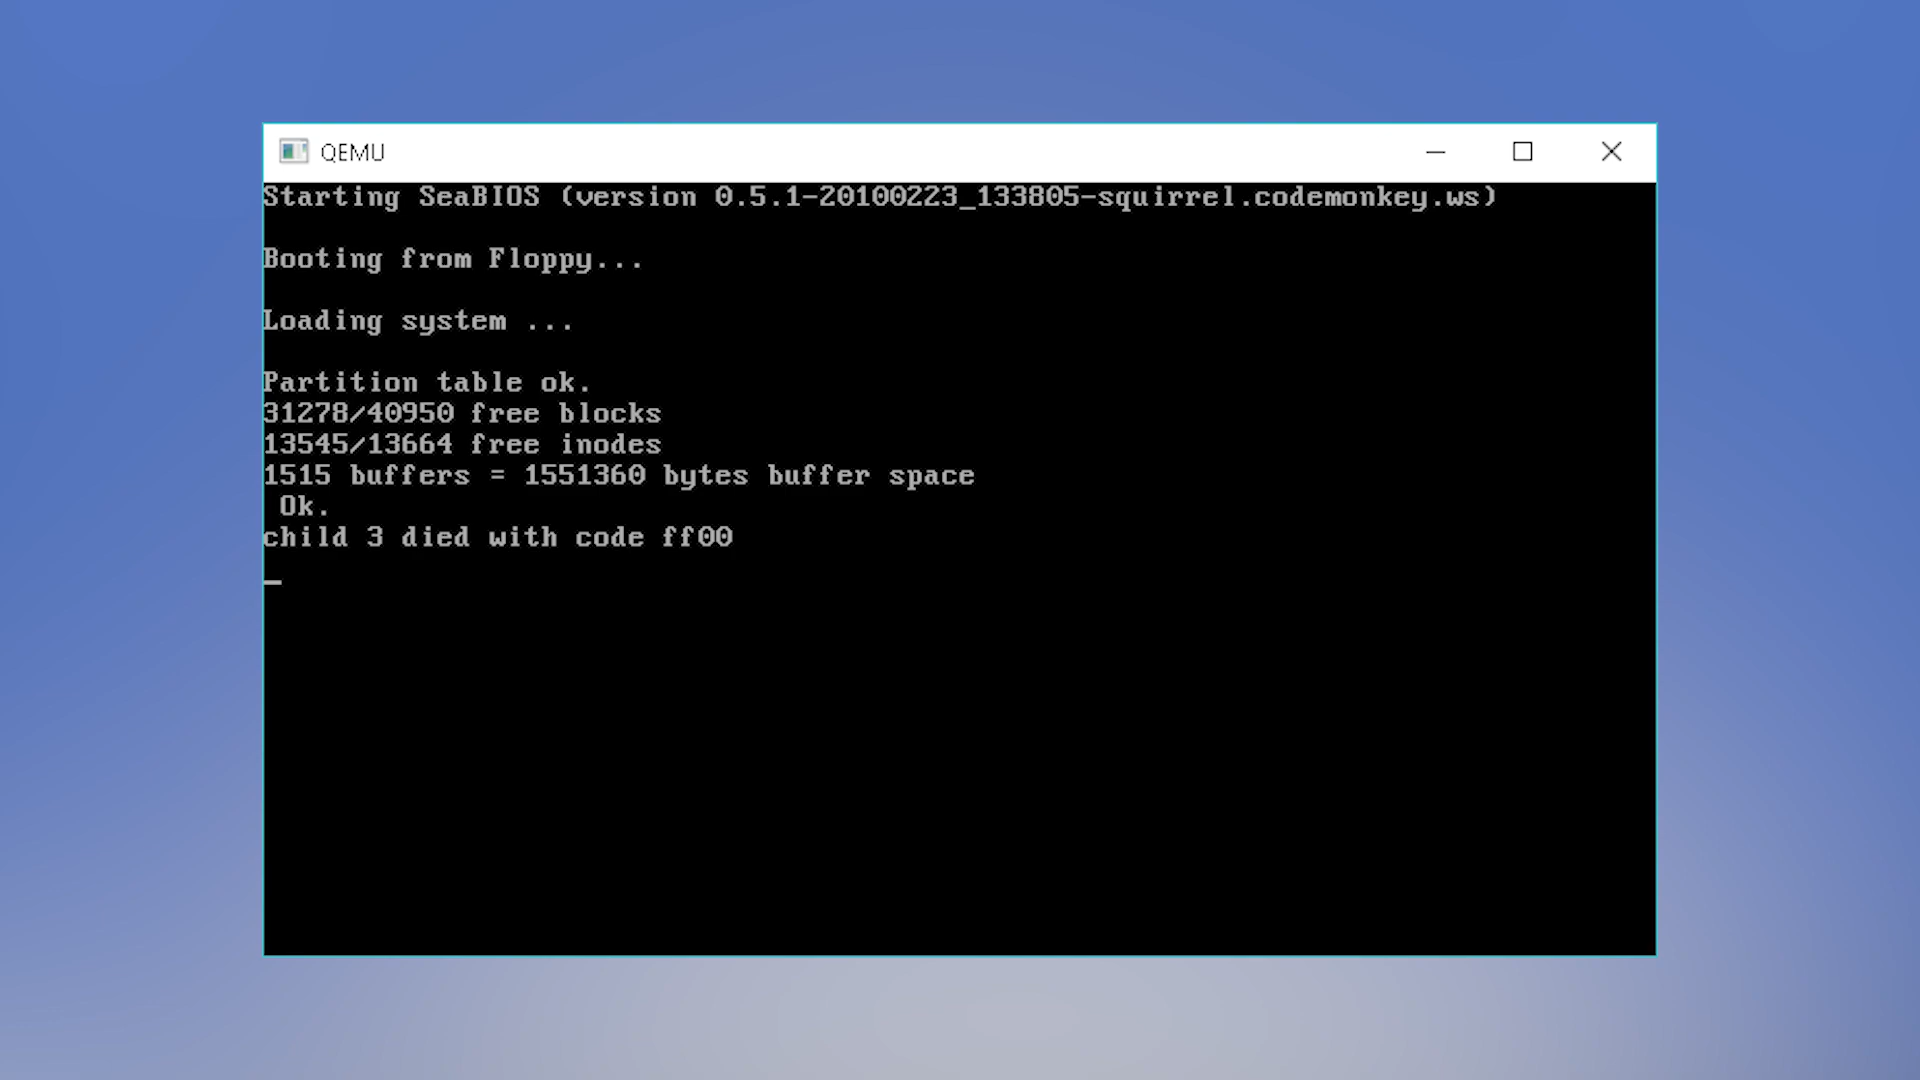 QEMU
Starting SeaBIOS (version 0.5.1-20100223_133805-squirrel.codemonkey.ws)
Booting from Floppy...
Loading system ...
Partition table ok.
31278/40950 free blocks
13545/13664 free inodes
1515 buffers = 1551360 bytes buffer space
Ok.
child 3 died with code ff00
_